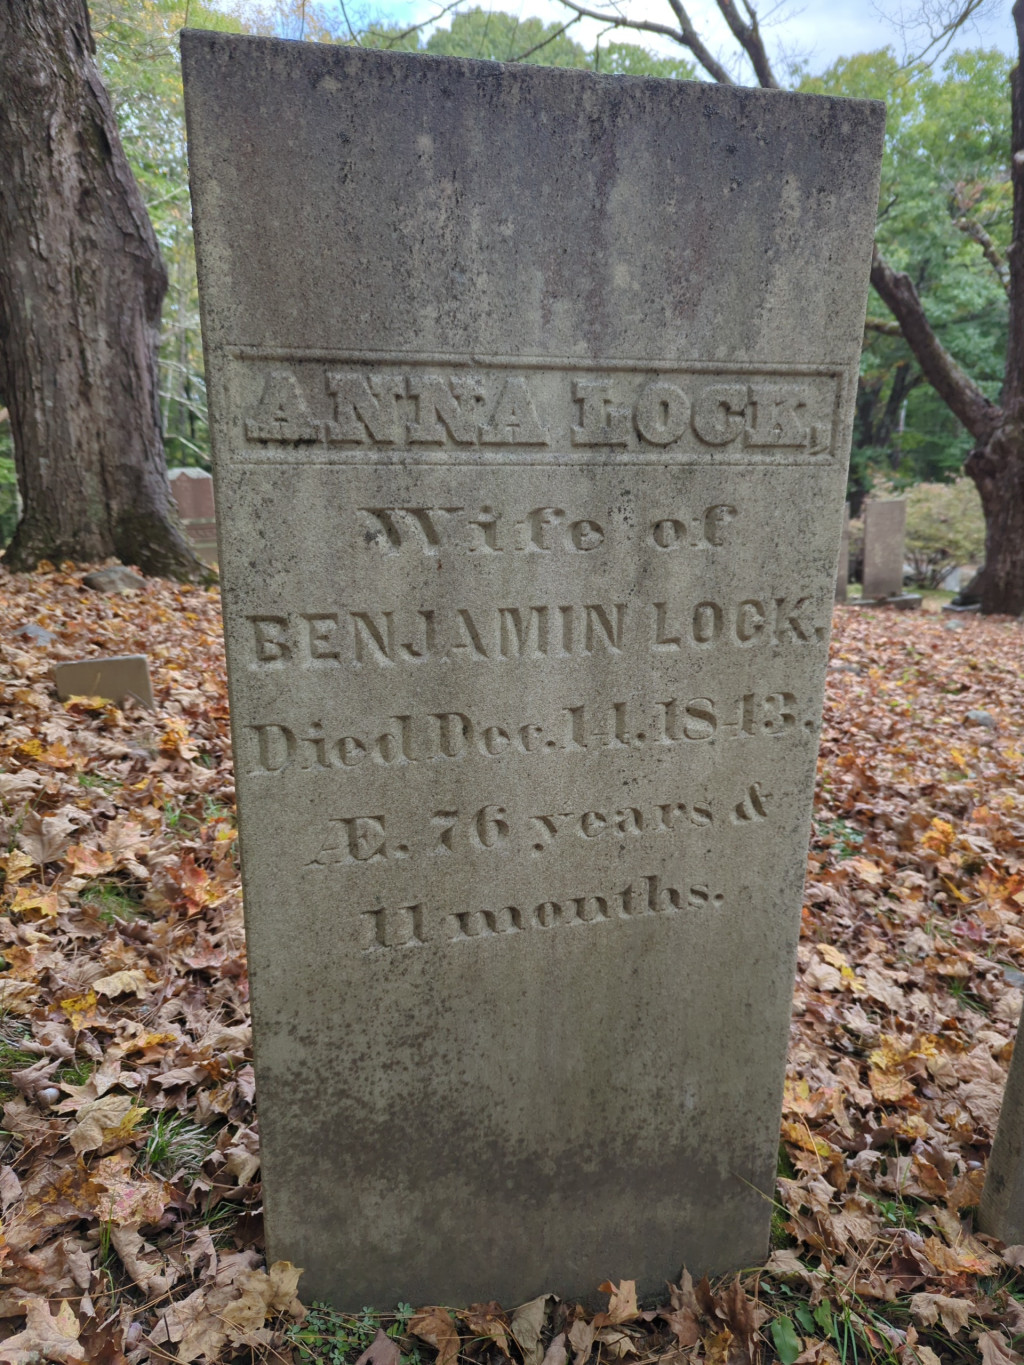 ANNA LOCK,
Wife of
BENJAMIN LOCK.
Died Dec. 14. 1843.
Æ. 76 years &
11 months.